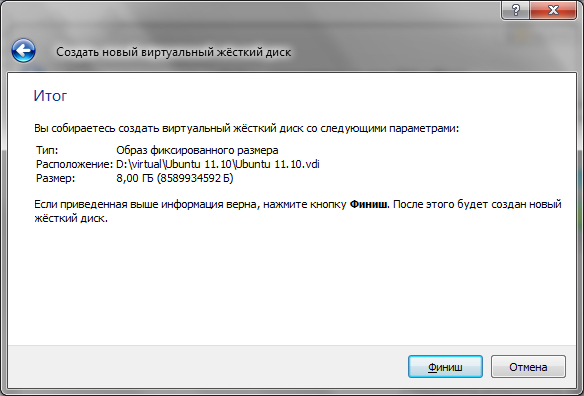 Создать новый виртуальный жёсткий диск
Итог
Вы собираетесь создать виртуальный жёсткий диск со следующими параметрами:
Тип: Образ фиксированного размера
Расположение: D:\virtual\Ubuntu 11.10\Ubuntu 11.10.vdi
Размер: 8,00 ГБ (8589934592 Б)
Если приведенная выше информация верна, нажмите кнопку Финиш. После этого будет создан новый
жёсткий диск.
Финиш Отмена